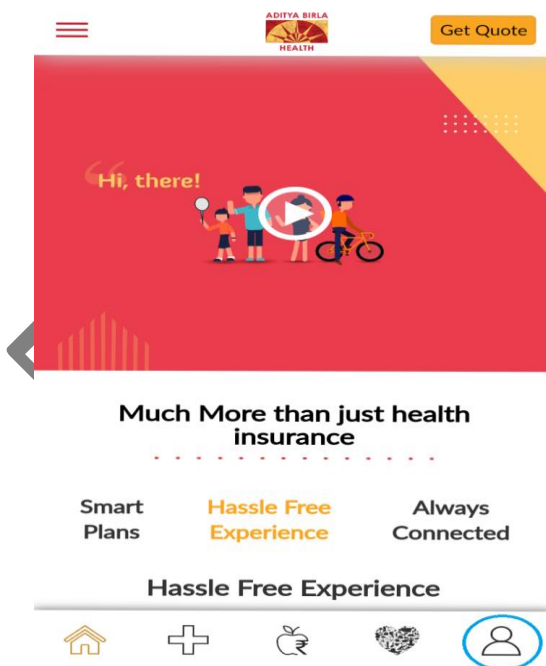 ADITYA BIRLA
HEALTH
Get Quote
Hi, there!
Much More than just health
insurance
Smart
Plans
Hassle Free
Experience
Always
Connected
Hassle Free Experience